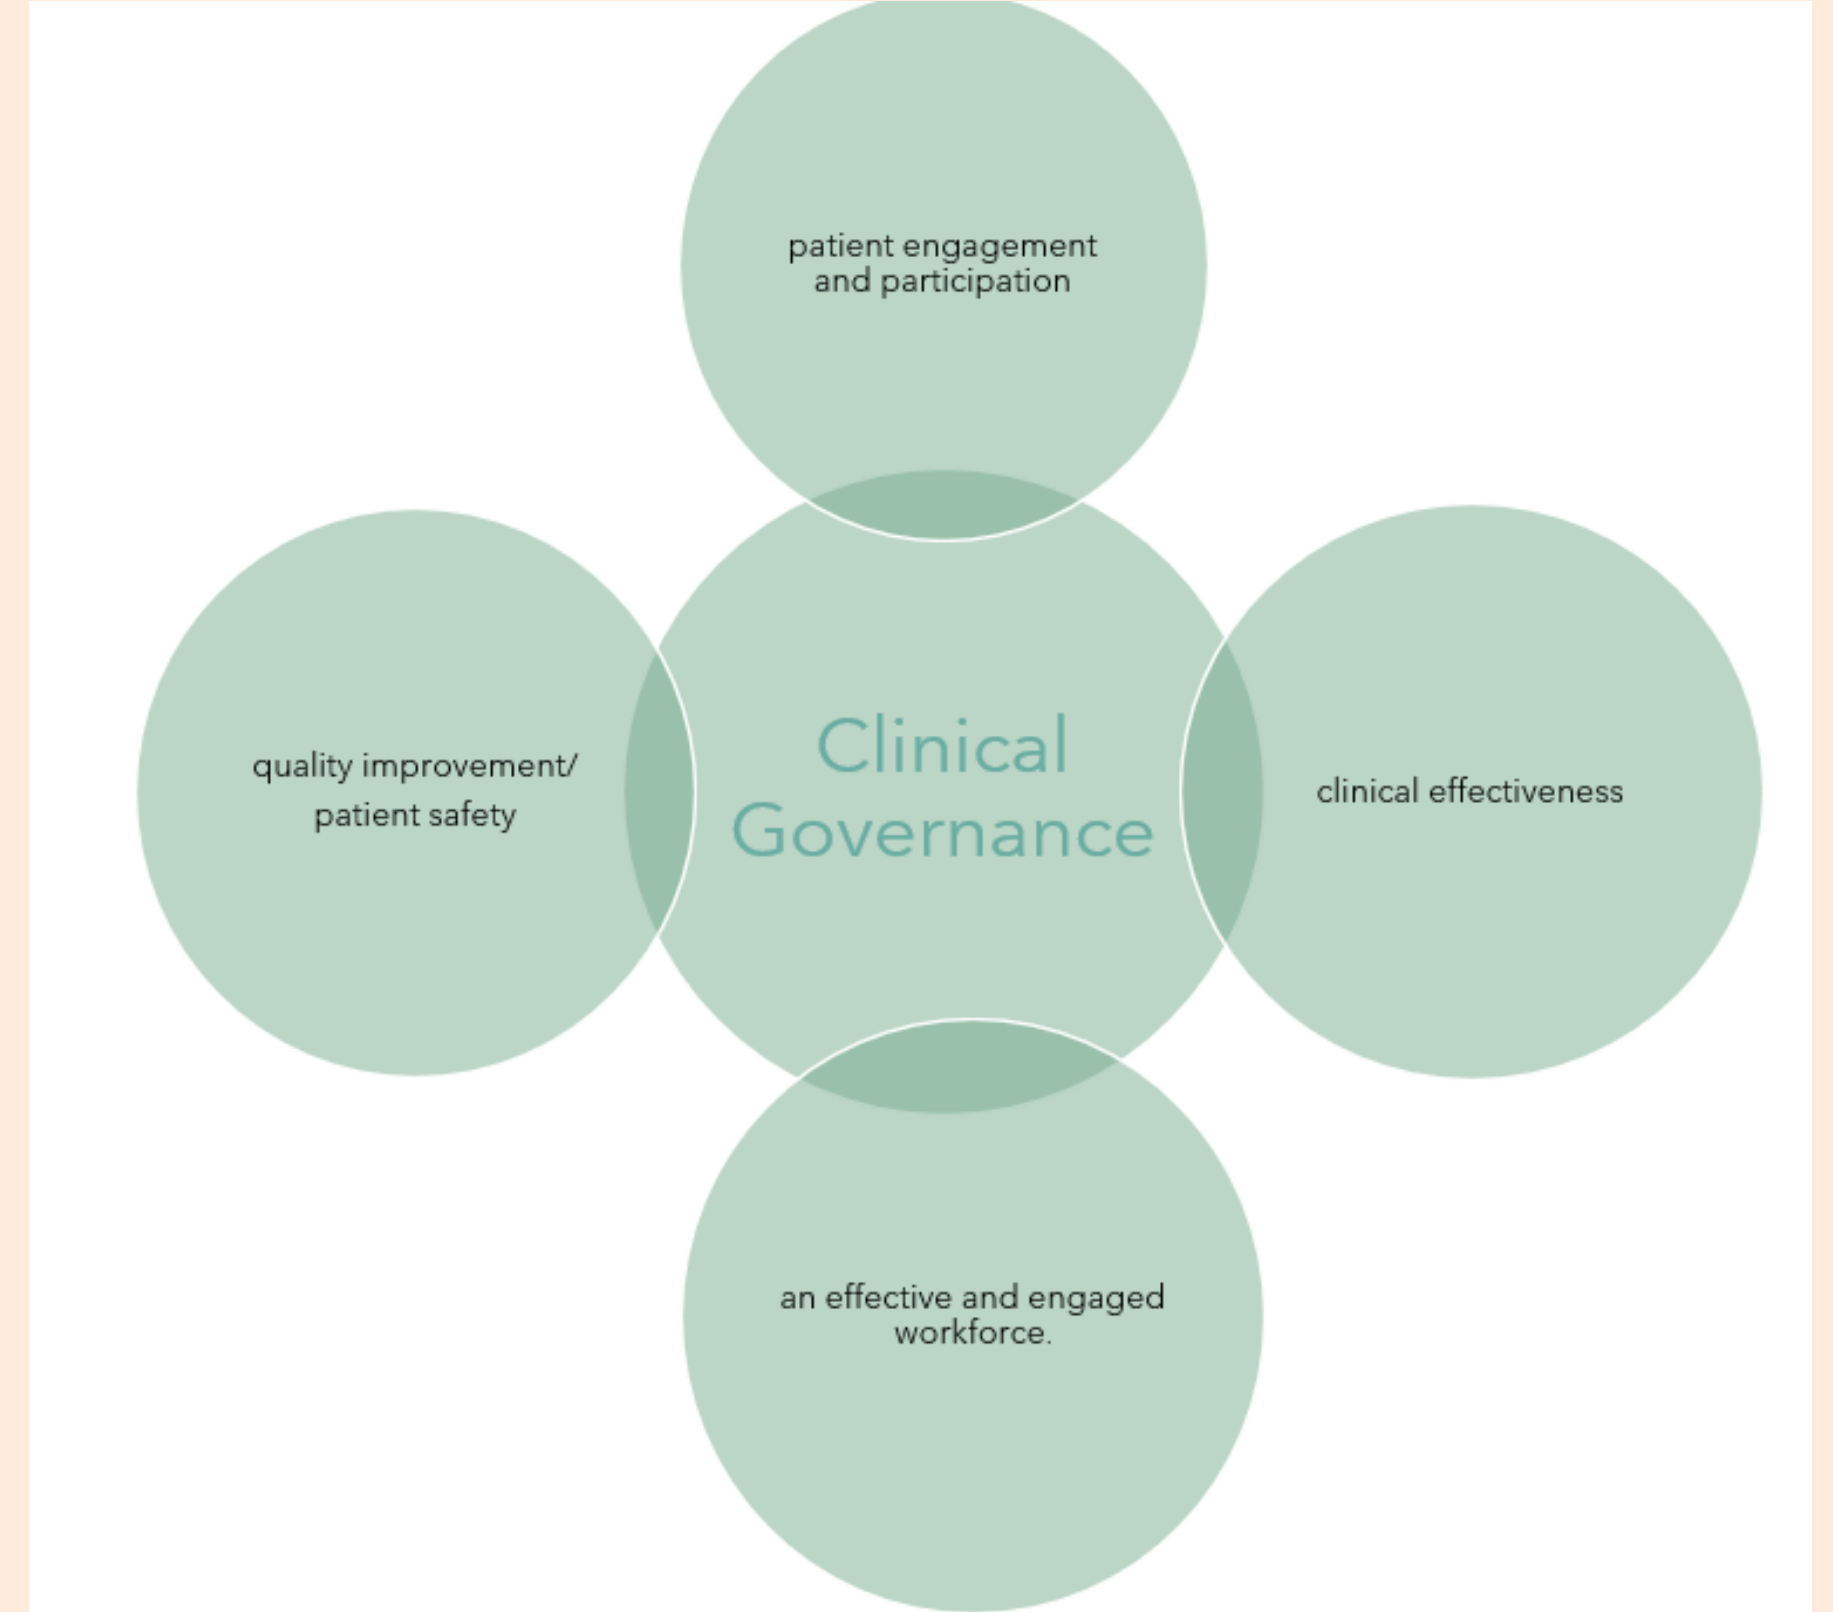 patient engagement
and participation
quality improvement/
patient safety
Clinical
Governance
clinical effectiveness
an effective and engaged
workforce.